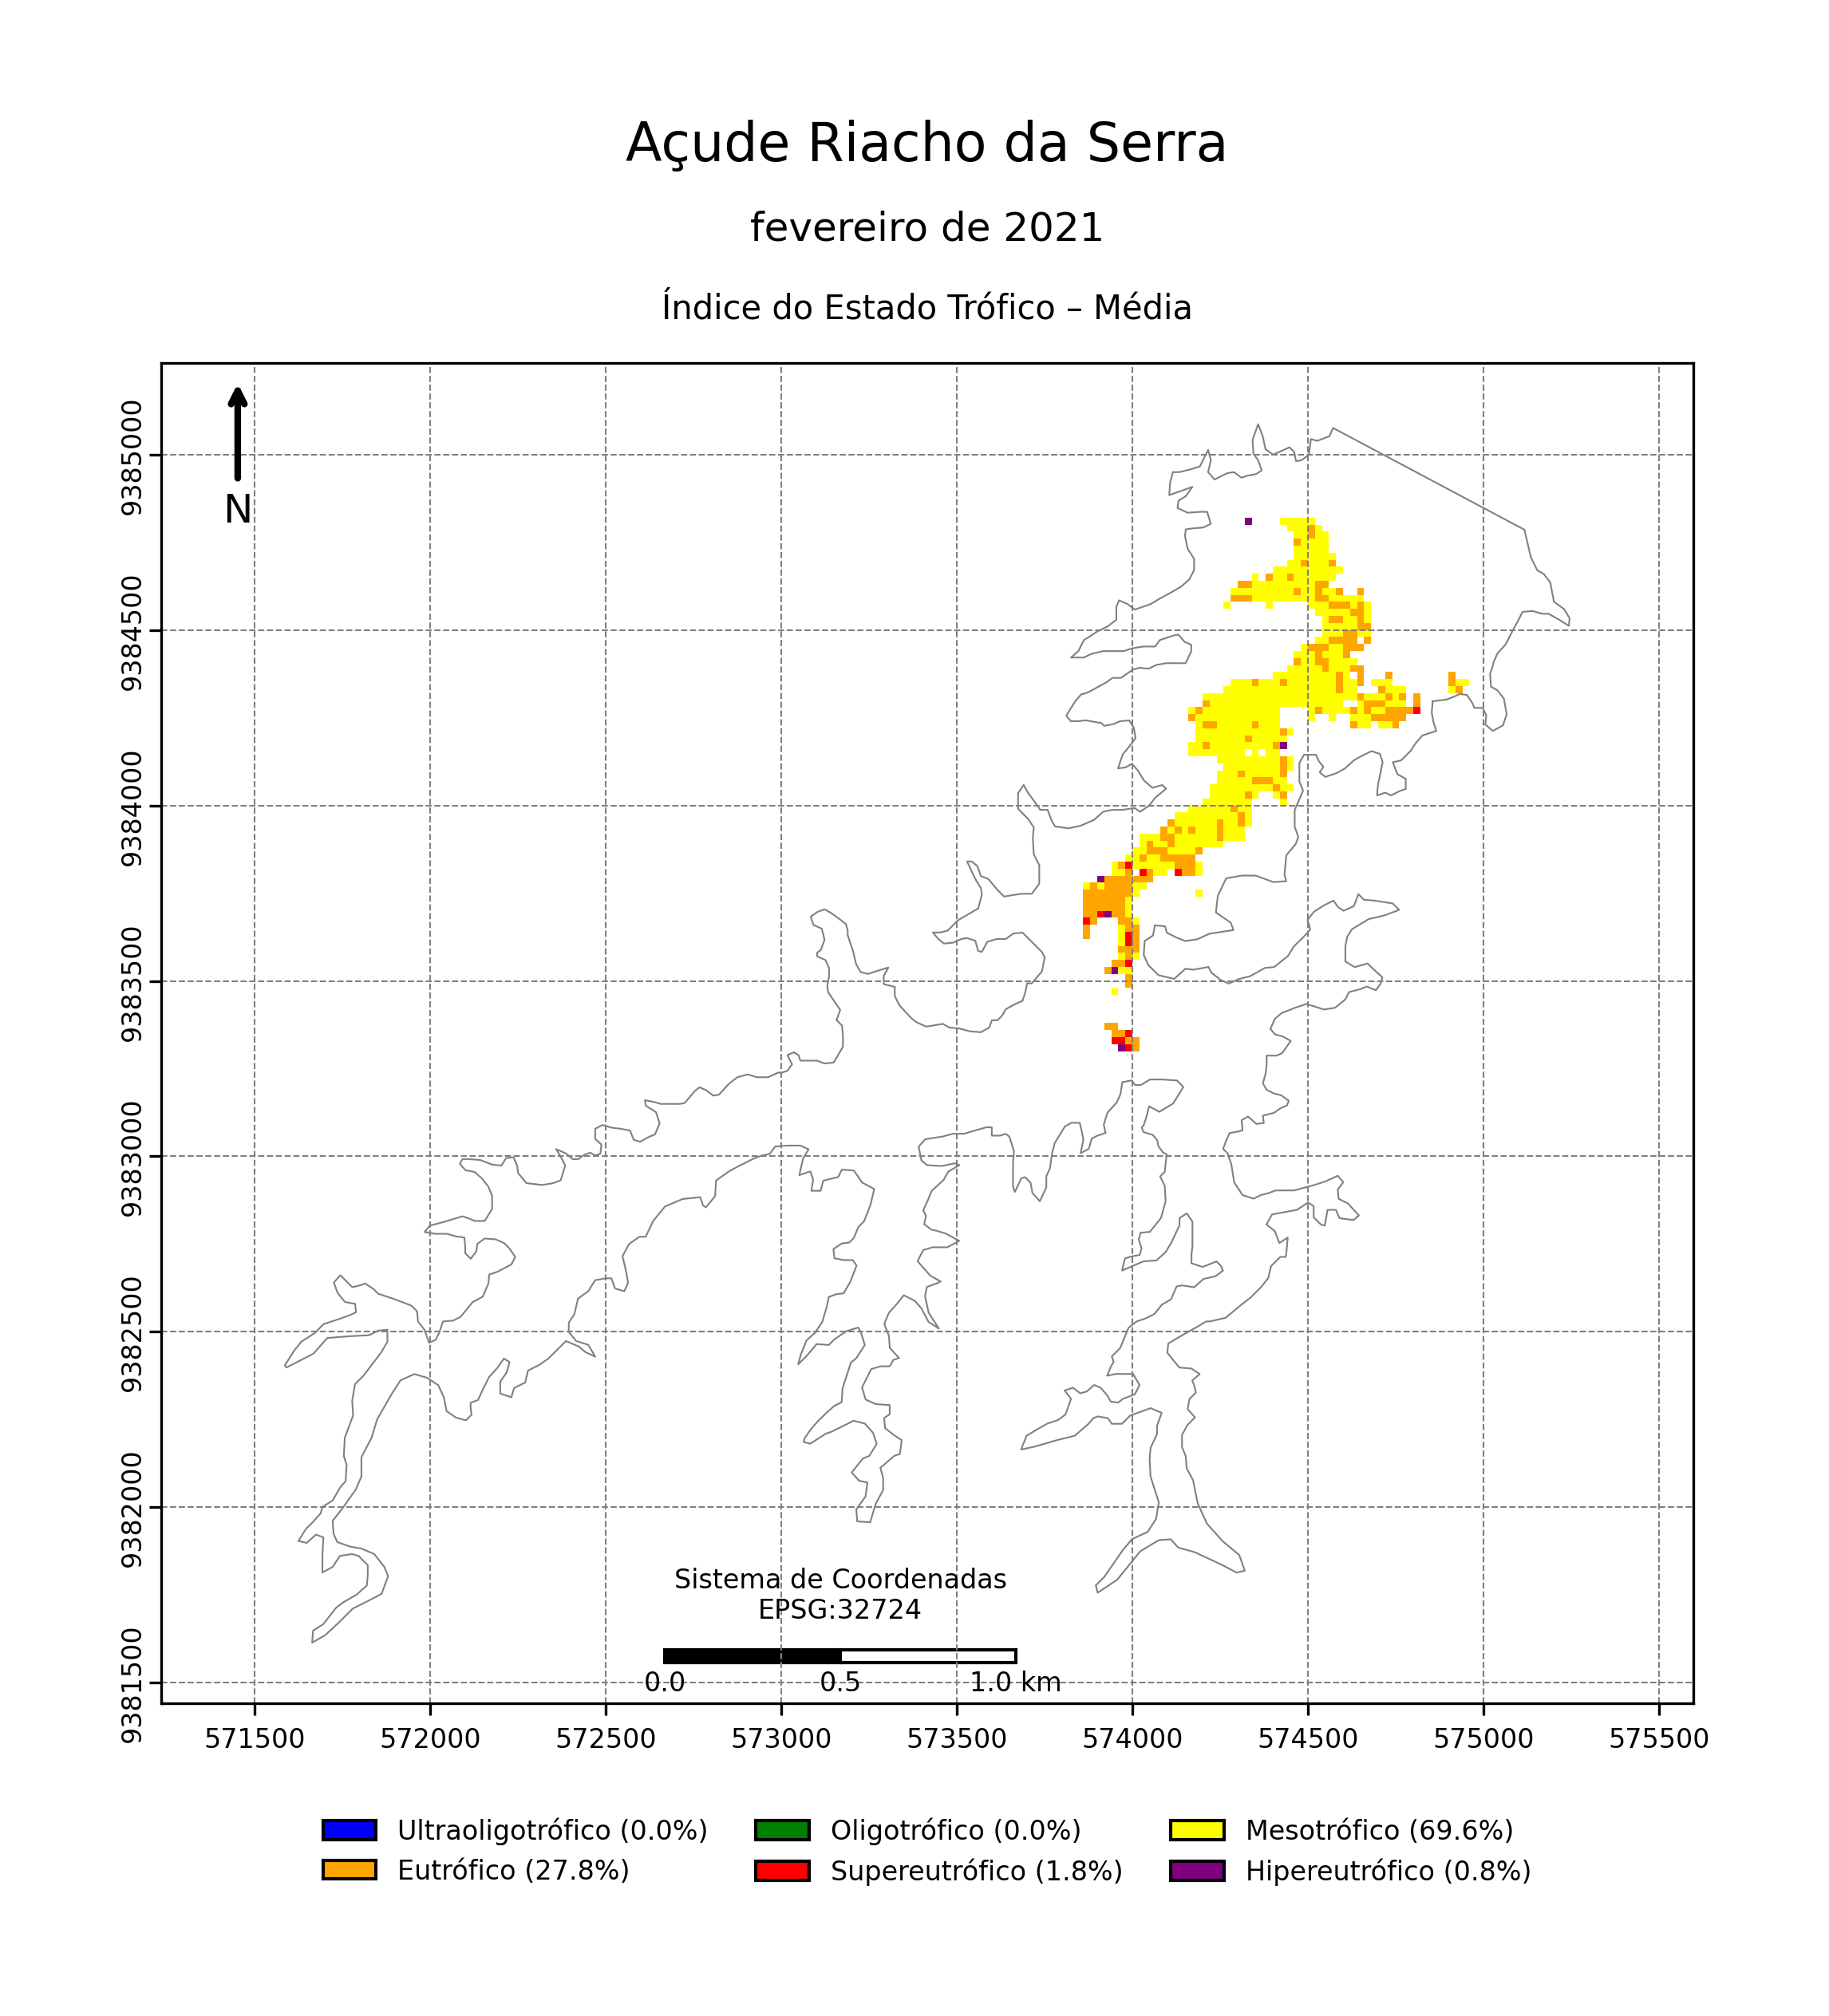 Açude Riacho da Serra
fevereiro de 2021
Índice do Estado Trófico – Média
N
9385000
9384500
9384000
9383500
9383000
9382500
9382000
9381500
Sistema de Coordenadas
EPSG:32724
0.0 0.5 1.0 km
571500 572000 572500 573000 573500 574000 574500 575000 575500
Ultraoligotrófico (0.0%) Oligotrófico (0.0%) Mesotrófico (69.6%)
Eutrófico (27.8%) Supereutrófico (1.8%) Hipereutrófico (0.8%)